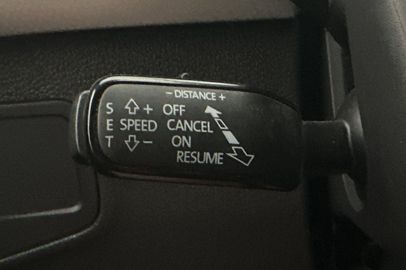 - DISTANCE +
S + OFF
E SPEED CANCEL
T - ON
RESUME